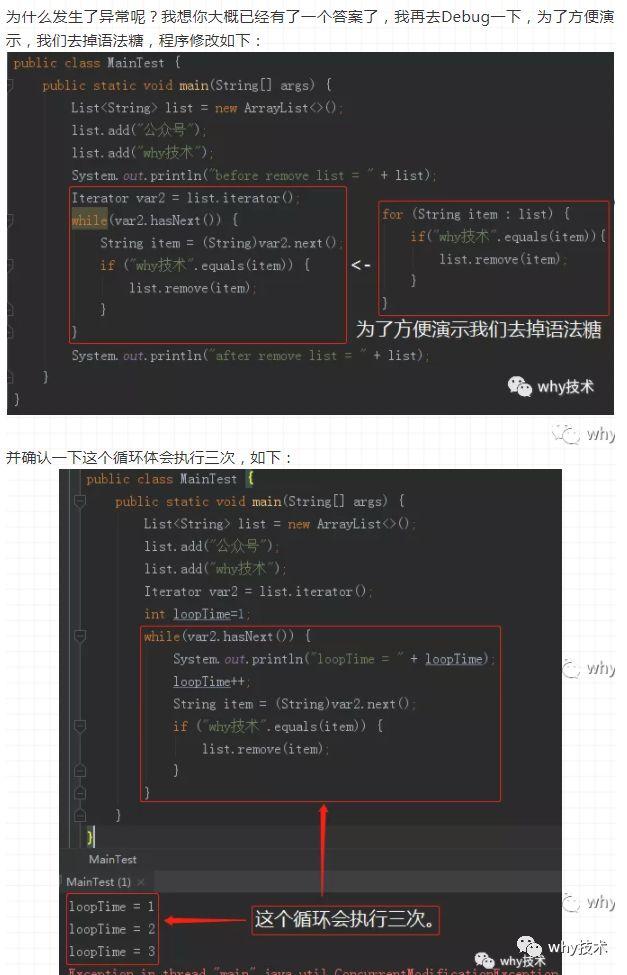 为什么发生了异常呢？我想你大概已经有了一个答案了，我再去Debug一下，为了方便演
示，我们去掉语法糖，程序修改如下：
public class MainTest {
public static void main(String[] args) {
List<String> list = new ArrayList<>();
list.add("公众号");
list.add("why技术");
System.out.println("before remove list = " + list);
Iterator var2 = list.iterator();
while(var2.hasNext()) {
String item = (String)var2.next();
if ("why技术".equals(item)) {
list.remove(item);
}
}
<-
for (String item : list) {
if("why技术".equals(item)){
list.remove(item);
}
}
为了方便演示我们去掉语法糖
System.out.println("after remove list = " + list);
}
}
why技术
why
并确认一下这个循环体会执行三次，如下：
public class MainTest {
public static void main(String[] args) {
List<String> list = new ArrayList<>();
list.add("公众号");
list.add("why技术");
Iterator var2 = list.iterator();
int loopTime=1;
while(var2.hasNext()) {
System.out.println("loopTime = " + loopTime);
loopTime++;
String item = (String)var2.next();
if ("why技术".equals(item)) {
list.remove(item);
}
}
}
}
why
MainTest
MainTest (1) ×
why
loopTime = 1
loopTime = 2
loopTime = 3
这个循环会执行三次。
why技术
why技术
Exception in thread "main" java.util.ConcurrentModificationException